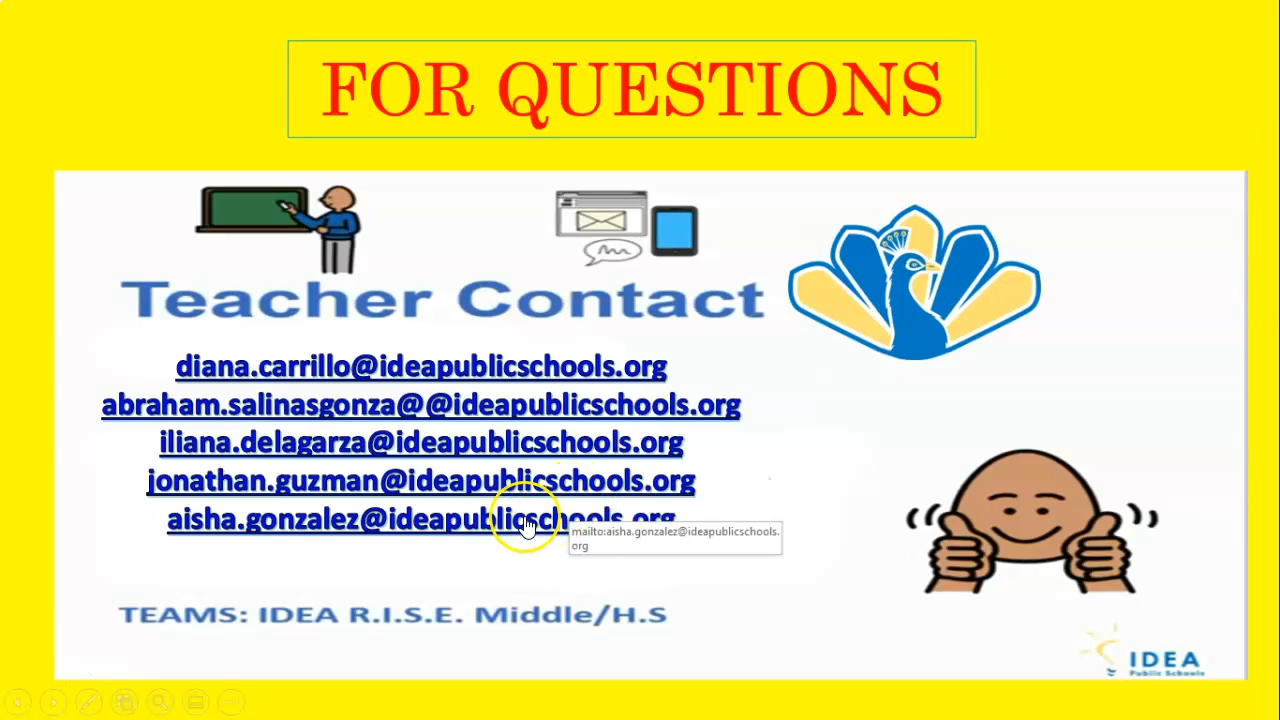 FOR QUESTIONS
Teacher Contact
diana.carrillo@ideapublicschools.org
abraham.salinasgonza@@ideapublicschools.org
iliana.delagarza@ideapublicschools.org
jonathan.guzman@ideapublicschools.org
aisha.gonzalez@ideapublicschools.org
mailto:aisha.gonzalez@ideapublicschools.
org
TEAMS: IDEA R.I.S.E. Middle/H.S
IDEA
Public Schools